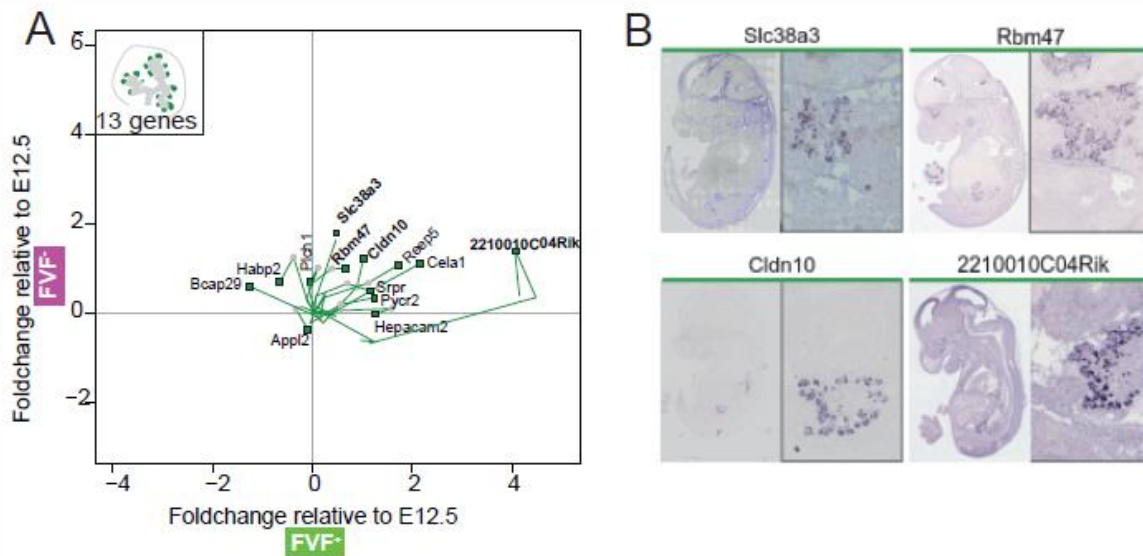 A
6
4
2
0
−2
13 genes
Slc38a3
Pldn1
Rbm47
Cldn10
Reep5
2210010C04Rik
Habp2
Cela1
Bcap29
Srpr
Pycr2
Hepacam2
Appl2
Foldchange relative to E12.5
FVF-
−4
−2
0
2
4
Foldchange relative to E12.5
FVF+
B
Slc38a3
Rbm47
Cldn10
2210010C04Rik